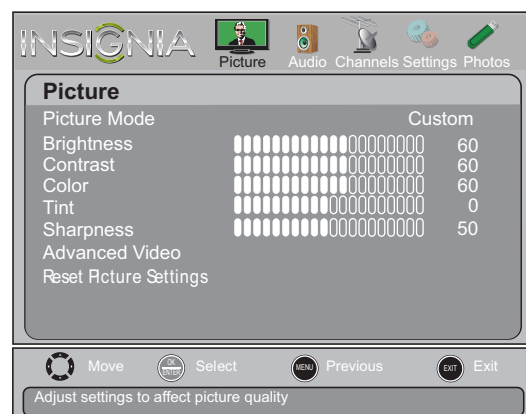 INSIGNIA
Picture Audio Channels Settings Photos
Picture
Picture Mode Custom
Brightness 60
Contrast 60
Color 60
Tint 0
Sharpness 50
Advanced Video
Reset Picture Settings
Move OK ENTER Select MENU Previous EXIT Exit
Adjust settings to affect picture quality